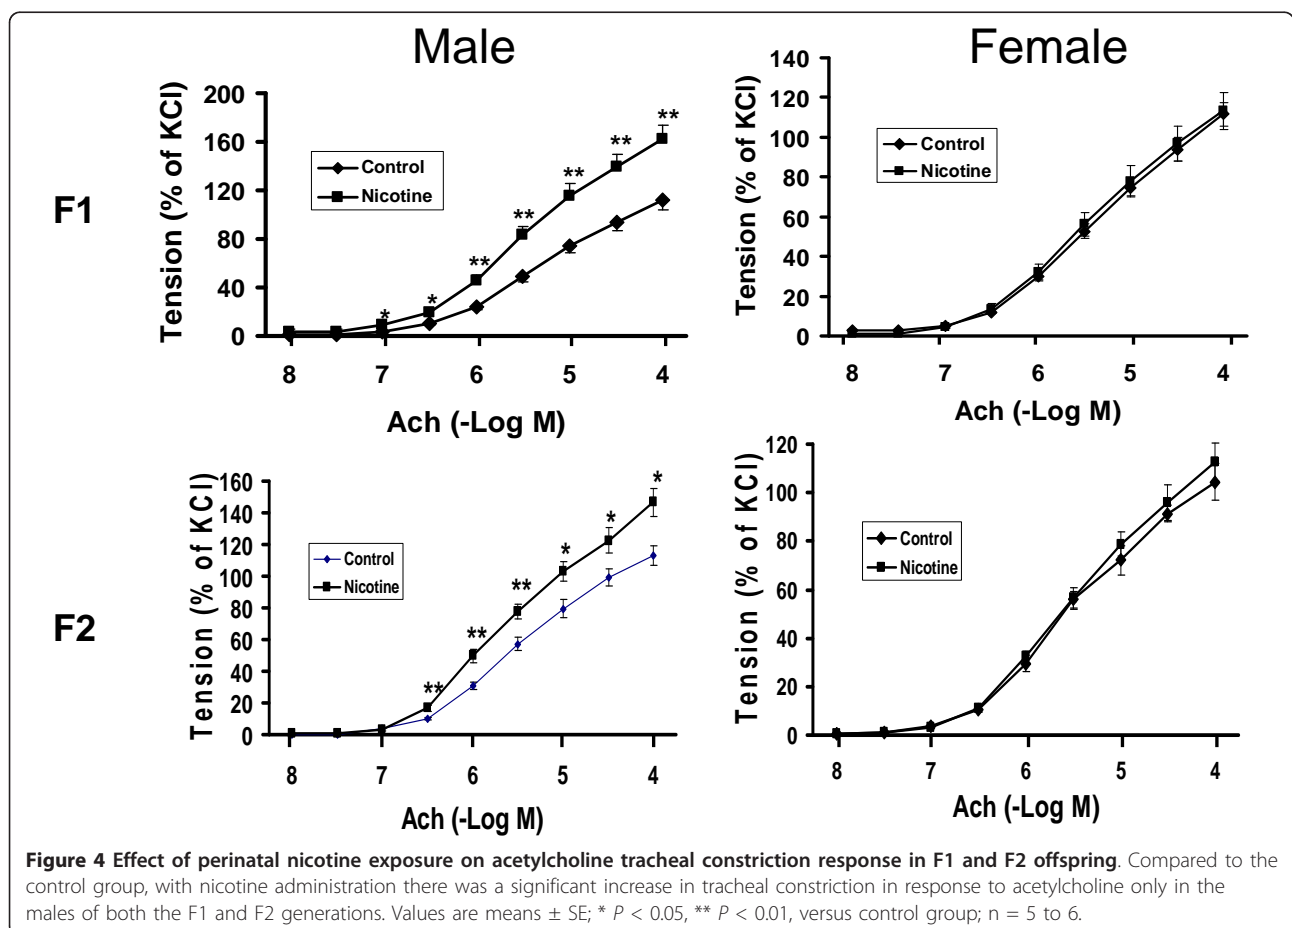 Male
Female
F1
Tension (% of KCl)
200
160
120
80
40
0
Control
Nicotine
*
*
**
**
**
**
**
8
7
6
5
4
Ach (-Log M)
Tension (% of KCl)
140
120
100
80
60
40
20
0
Control
Nicotine
8
7
6
5
4
Ach (-Log M)
F2
Tension (% of KCl)
160
140
120
100
80
60
40
20
0
Control
Nicotine
**
**
**
*
*
*
8
7
6
5
4
Ach (-Log M)
Tension (% of KCl)
120
100
80
60
40
20
0
Control
Nicotine
8
7
6
5
4
Ach (-Log M)
Figure 4 Effect of perinatal nicotine exposure on acetylcholine tracheal constriction response in F1 and F2 offspring. Compared to the
control group, with nicotine administration there was a significant increase in tracheal constriction in response to acetylcholine only in the
males of both the F1 and F2 generations. Values are means ± SE; * P < 0.05, ** P < 0.01, versus control group; n = 5 to 6.